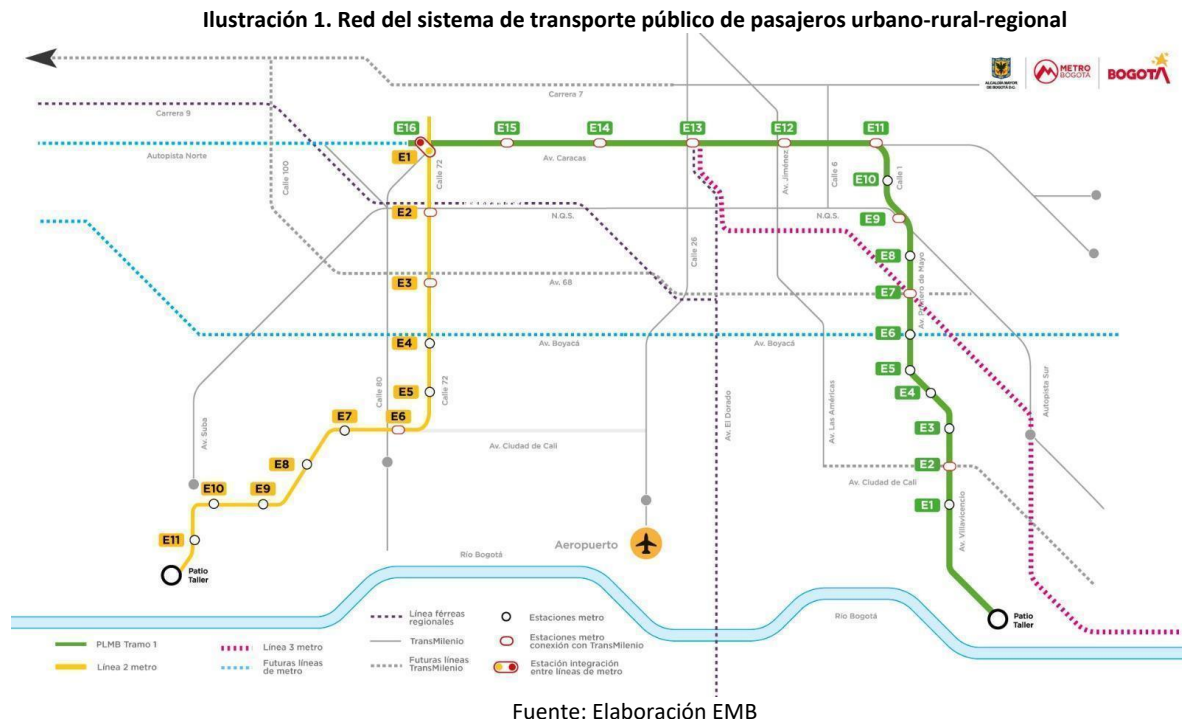 Ilustración 1. Red del sistema de transporte público de pasajeros urbano-rural-regional
ALCALDÍA MAYOR
DE BOGOTÁ D.C.
METRO
BOGOTÁ
BOGOTÁ
Carrera 7
Carrera 9
Autopista Norte
Calle 100
E16
E15
E14
E13
E12
E11
E1
Calle 72
Av. Caracas
Av. Jiménez
Calle 6
Calle 1
E10
E2
N.Q.S.
N.Q.S.
E9
Calle 26
E8
E3
Av. 68
E7
Av. Primero de Mayo
E4
Av. Boyacá
Av. Boyacá
E6
E5
Calle 72
Calle 80
E5
E4
E7
E6
E3
Av. Suba
Av. Ciudad de Cali
Av. El Dorado
Av. Las Américas
Autopista Sur
E8
E2
Av. Ciudad de Cali
E10
E9
E1
Av. Villavicencio
E11
Aeropuerto
Río Bogotá
Patio
Taller
Río Bogotá
Patio
Taller
PLMB Tramo 1
Línea 2 metro
Línea 3 metro
Futuras líneas
de metro
Línea férreas
regionales
TransMilenio
Futuras líneas
TransMilenio
Estaciones metro
Estaciones metro
conexión con TransMilenio
Estación integración
entre líneas de metro
Fuente: Elaboración EMB